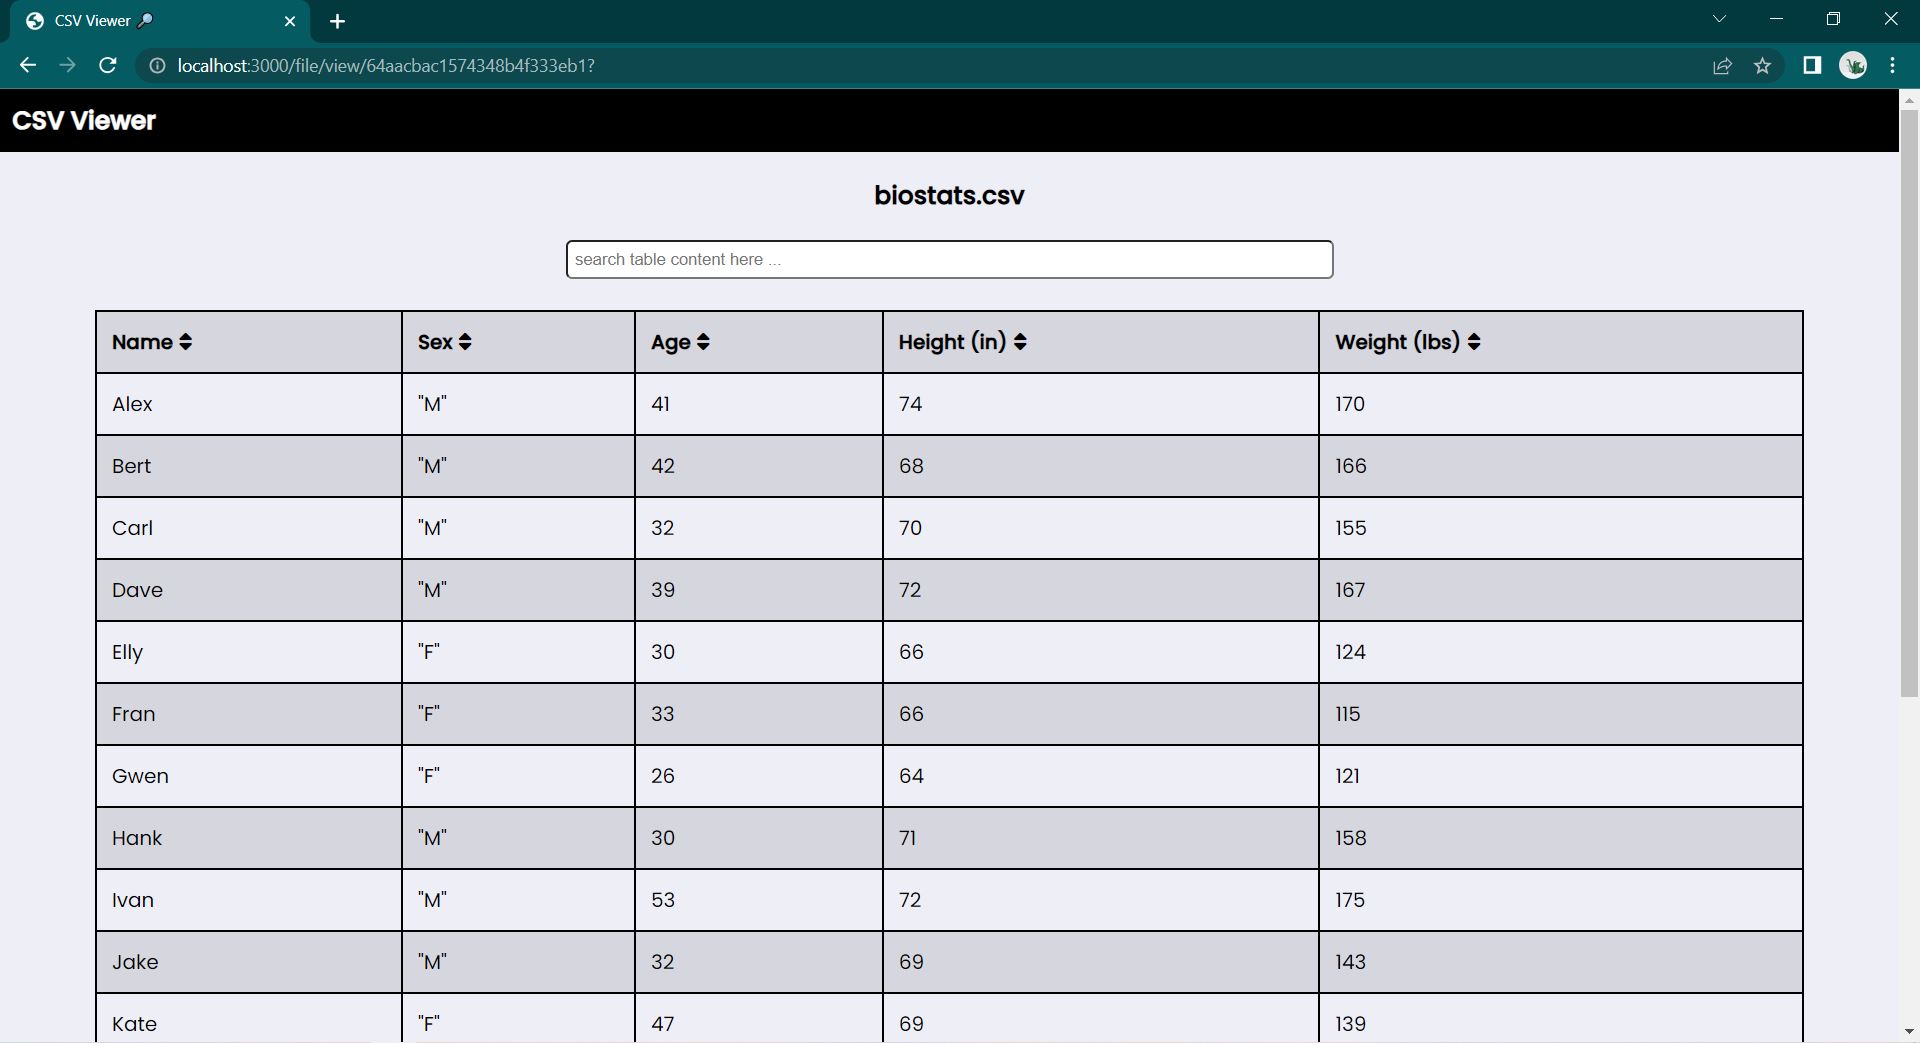 CSV Viewer 🔎
localhost:3000/file/view/64aacbac1574348b4f333eb1?
CSV Viewer
biostats.csv
search table content here ...
Name Sex Age Height (in) Weight (lbs)
Alex "M" 41 74 170
Bert "M" 42 68 166
Carl "M" 32 70 155
Dave "M" 39 72 167
Elly "F" 30 66 124
Fran "F" 33 66 115
Gwen "F" 26 64 121
Hank "M" 30 71 158
Ivan "M" 53 72 175
Jake "M" 32 69 143
Kate "F" 47 69 139